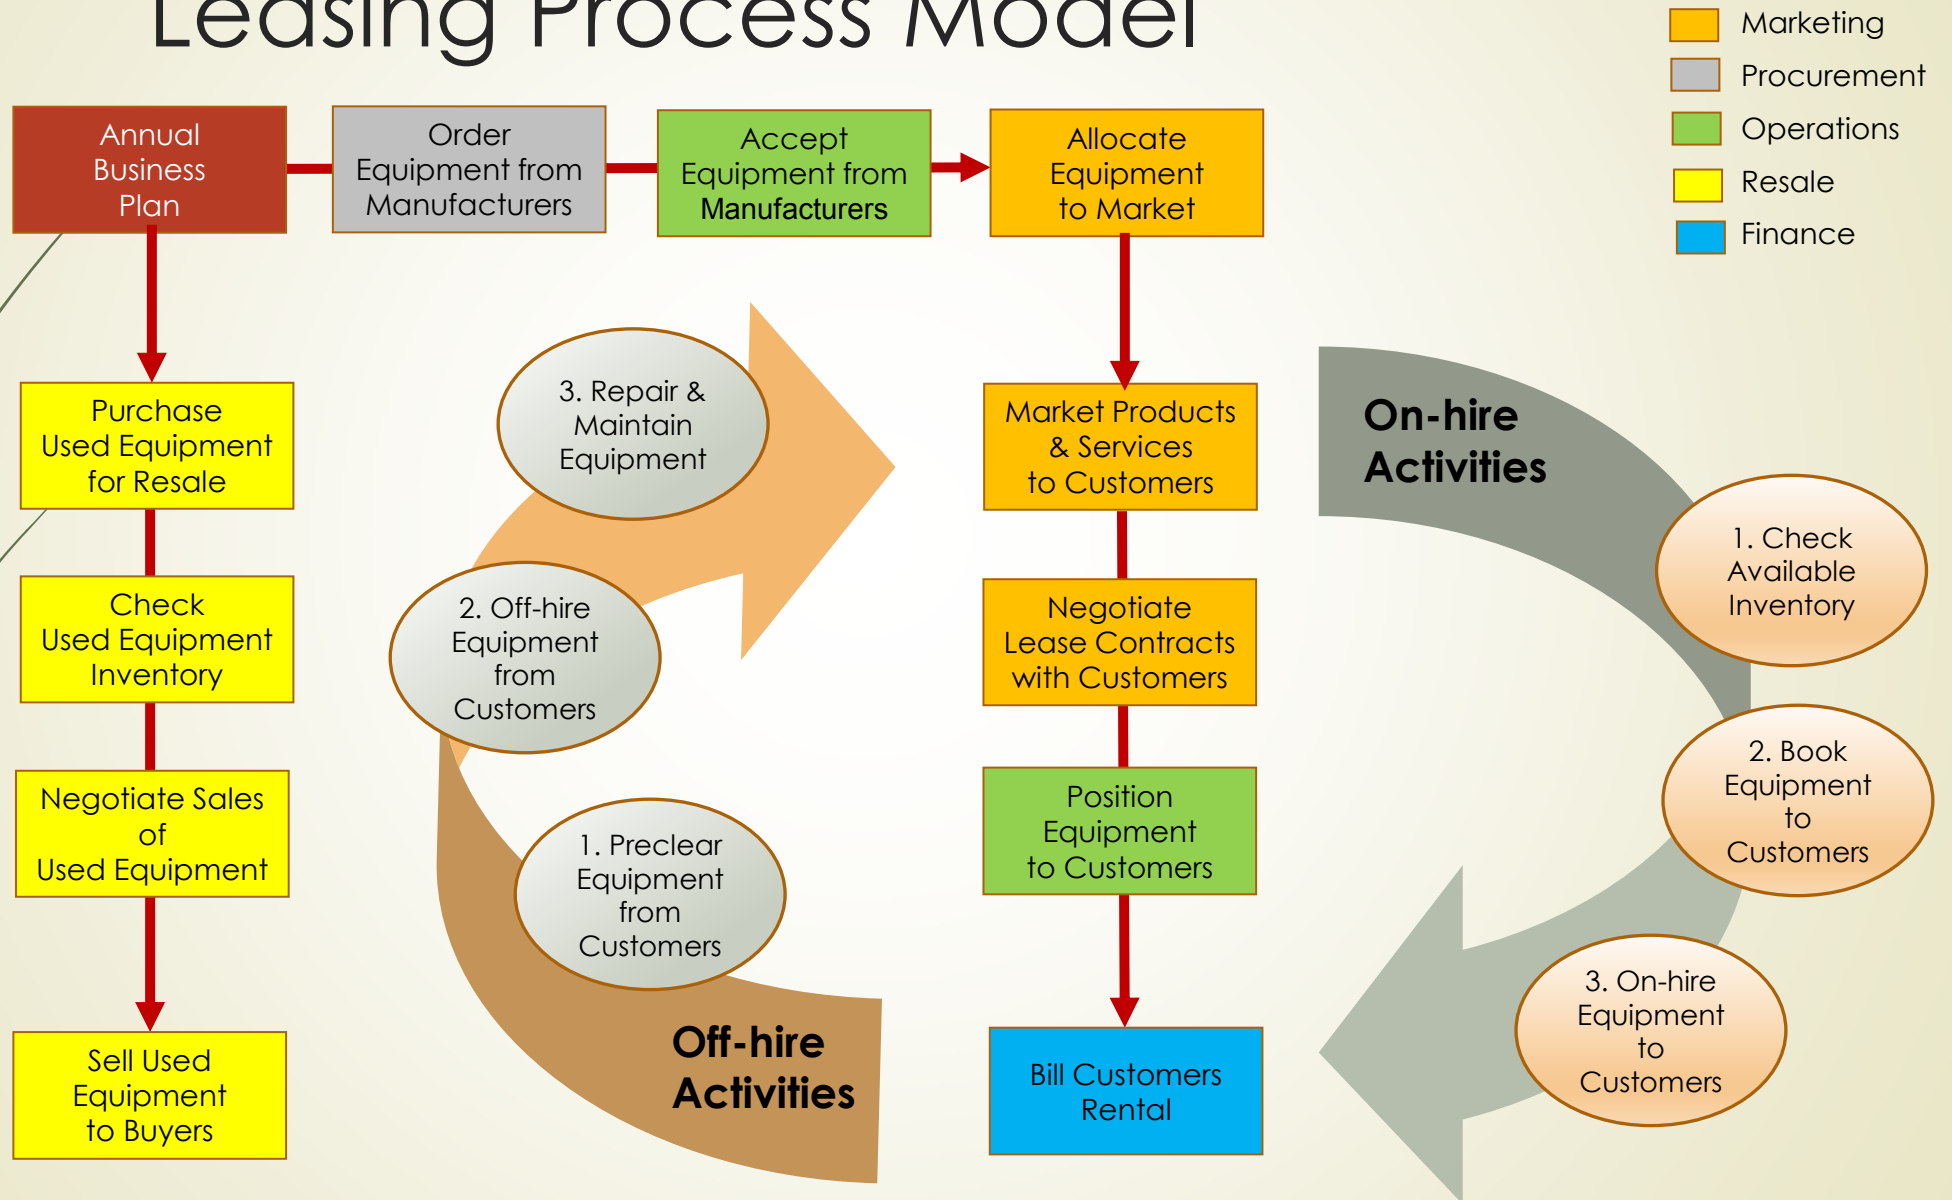 Leasing Process Model
Marketing
Procurement
Operations
Resale
Finance
Annual
Business
Plan
Order
Equipment from
Manufacturers
Accept
Equipment from
Manufacturers
Allocate
Equipment
to Market
Purchase
Used Equipment
for Resale
Check
Used Equipment
Inventory
Negotiate Sales
of
Used Equipment
Sell Used
Equipment
to Buyers
3. Repair &
Maintain
Equipment
2. Off-hire
Equipment
from
Customers
1. Preclear
Equipment
from
Customers
Off-hire
Activities
Market Products
& Services
to Customers
Negotiate
Lease Contracts
with Customers
Position
Equipment
to Customers
Bill Customers
Rental
On-hire
Activities
1. Check
Available
Inventory
2. Book
Equipment
to
Customers
3. On-hire
Equipment
to
Customers